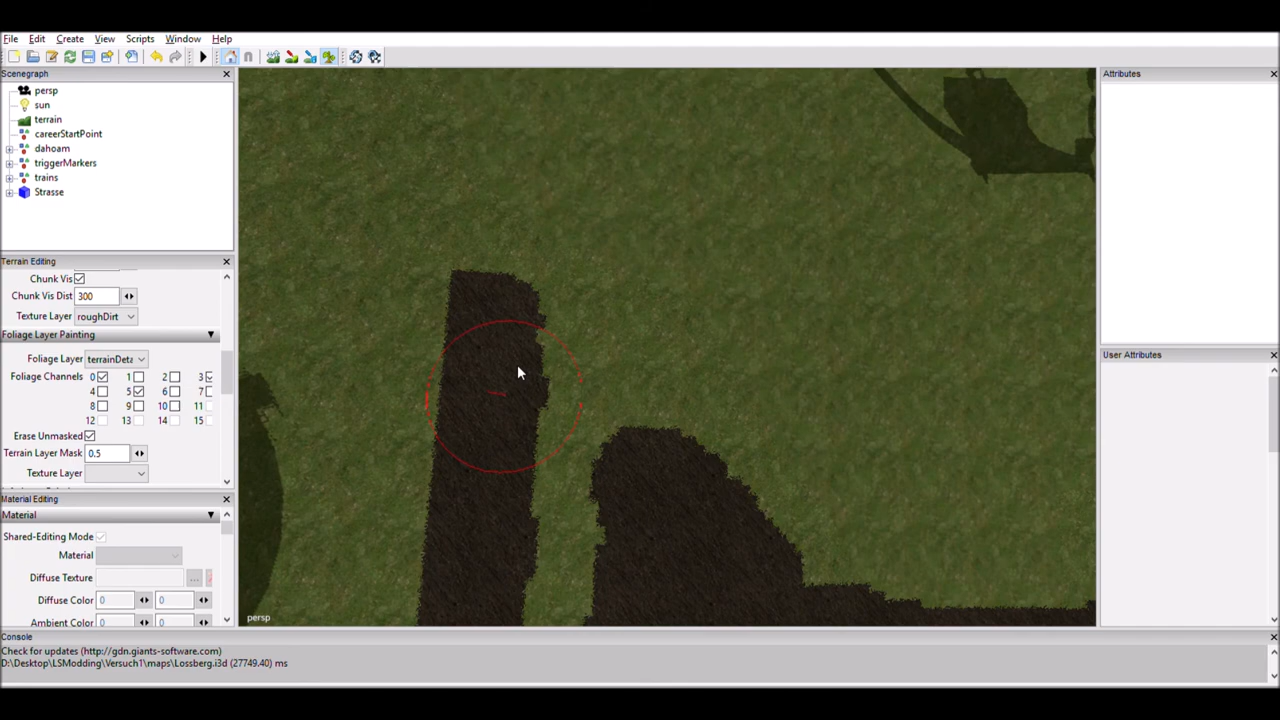 File Edit Create View Scripts Window Help
Scenegraph
persp
sun
terrain
careerStartPoint
dahoam
triggerMarkers
trains
Strasse
Terrain Editing
Chunk Vis
Chunk Vis Dist 300
Texture Layer roughDirt
Foliage Layer Painting
Foliage Layer terrainDeta
Foliage Channels 0 1 2 3
4 5 6 7
8 9 10 11
12 13 14 15
Erase Unmasked
Terrain Layer Mask 0.5
Texture Layer
Material Editing
Material
Shared-Editing Mode
Material
Diffuse Texture ...
Diffuse Color 0 0
Ambient Color 0 0
persp
Attributes
User Attributes
Console
Check for updates (http://gdn.giants-software.com)
D:\Desktop\LSModding\Versuch1\maps\Lossberg.i3d (27749.40) ms